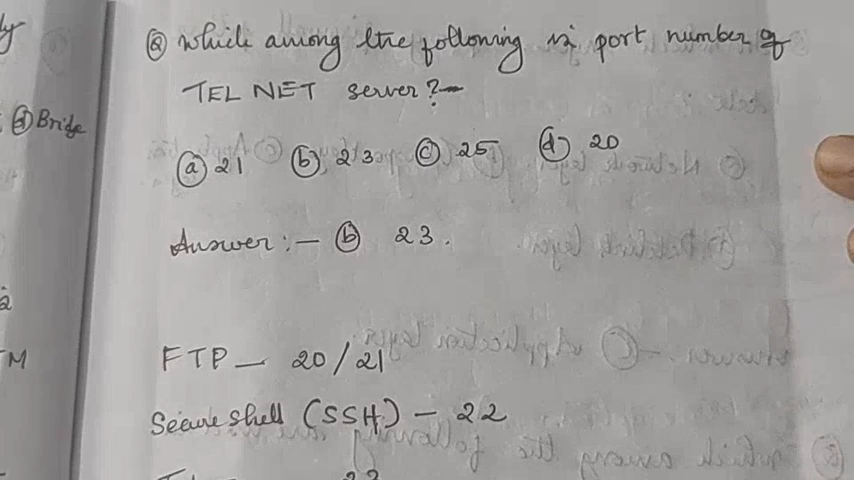 Ⓠ which among the following is port number of
TELNET server?-
ⓓ Bridge
ⓐ 21 ⓑ 23 ⓒ 25 ⓓ 20
Answer :- ⓑ 23.
TM
FTP - 20/21
Secure shell (SSH) - 22
23